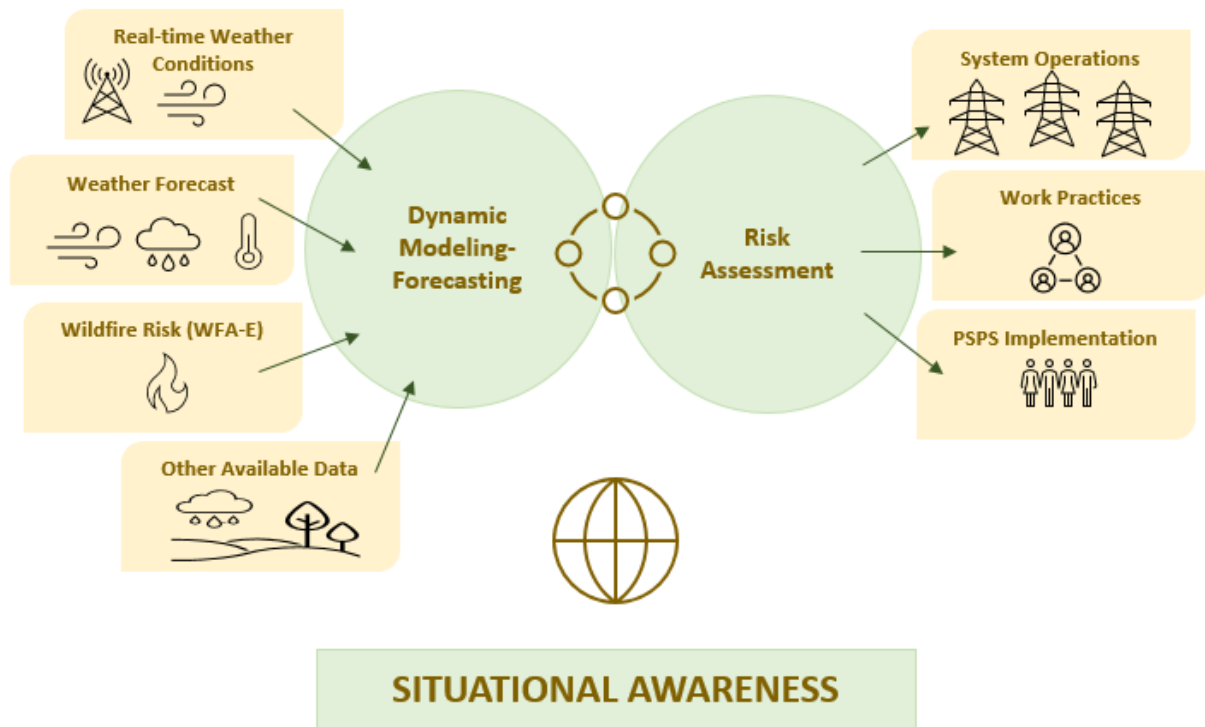 Real-time Weather
Conditions
Weather Forecast
Wildfire Risk (WFA-E)
Other Available Data
Dynamic
Modeling-
Forecasting
Risk
Assessment
System Operations
Work Practices
PSPS Implementation
SITUATIONAL AWARENESS